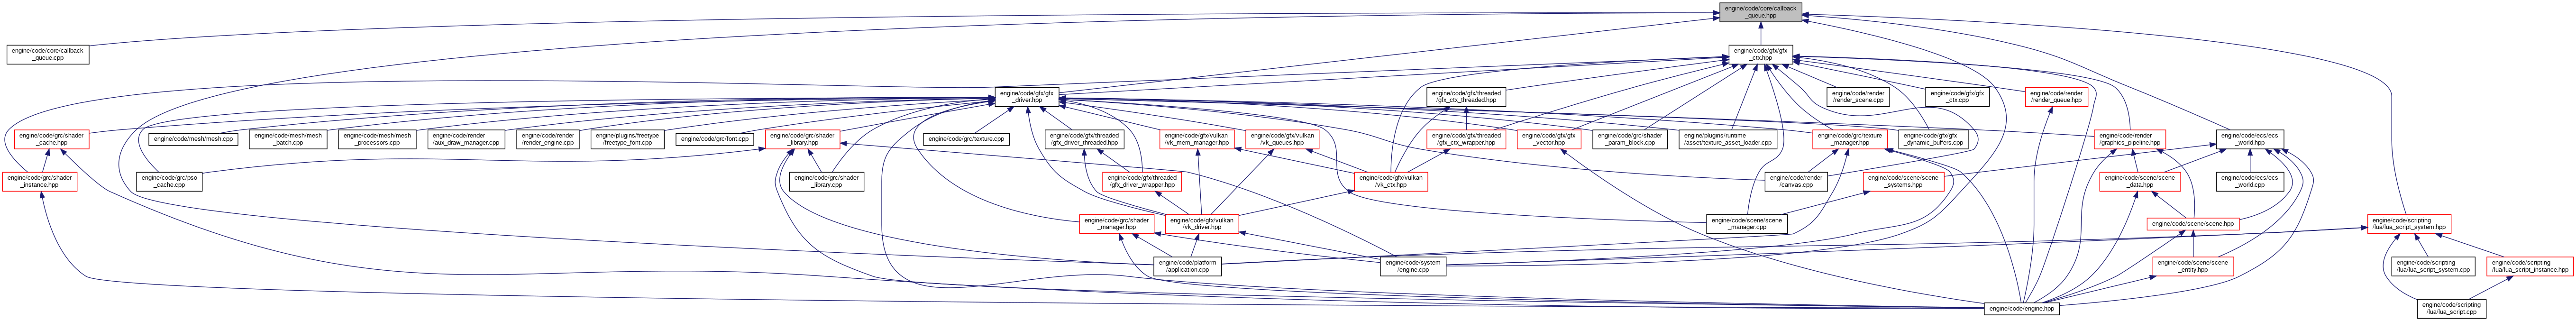 engine/code/core/callback
_queue.hpp
engine/code/core/callback
_queue.cpp
engine/code/gfx/gfx
_ctx.hpp
engine/code/gfx/gfx
_driver.hpp
engine/code/gfx/threaded
/gfx_ctx_threaded.hpp
engine/code/render
/render_scene.cpp
engine/code/gfx/gfx
_ctx.cpp
engine/code/render
/render_queue.hpp
engine/code/grc/shader
_cache.hpp
engine/code/mesh/mesh.cpp
engine/code/mesh/mesh
_batch.cpp
engine/code/mesh/mesh
_processors.cpp
engine/code/render
/aux_draw_manager.cpp
engine/code/render
/render_engine.cpp
engine/plugins/freetype
/freetype_font.cpp
engine/code/grc/font.cpp
engine/code/grc/shader
_library.hpp
engine/code/grc/texture.cpp
engine/code/gfx/threaded
/gfx_driver_threaded.hpp
engine/code/gfx/vulkan
/vk_mem_manager.hpp
engine/code/gfx/vulkan
/vk_queues.hpp
engine/code/gfx/threaded
/gfx_ctx_wrapper.hpp
engine/code/gfx/gfx
_vector.hpp
engine/code/grc/shader
_param_block.cpp
engine/plugins/runtime
/asset/texture_asset_loader.cpp
engine/code/grc/texture
_manager.hpp
engine/code/gfx/gfx
_dynamic_buffers.cpp
engine/code/render
/graphics_pipeline.hpp
engine/code/ecs/ecs
_world.hpp
engine/code/grc/shader
_instance.hpp
engine/code/grc/pso
_cache.cpp
engine/code/grc/shader
_library.cpp
engine/code/gfx/threaded
/gfx_driver_wrapper.hpp
engine/code/gfx/vulkan
/vk_ctx.hpp
engine/code/render
/canvas.cpp
engine/code/scene/scene
_systems.hpp
engine/code/scene/scene
_data.hpp
engine/code/ecs/ecs
_world.cpp
engine/code/grc/shader
_manager.hpp
engine/code/gfx/vulkan
/vk_driver.hpp
engine/code/scene/scene
_manager.cpp
engine/code/scene/scene.hpp
engine/code/scripting
/lua/lua_script_system.hpp
engine/code/platform
/application.cpp
engine/code/system
/engine.cpp
engine/code/scene/scene
_entity.hpp
engine/code/scripting
/lua/lua_script_system.cpp
engine/code/scripting
/lua/lua_script_instance.hpp
engine/code/engine.hpp
engine/code/scripting
/lua/lua_script.cpp